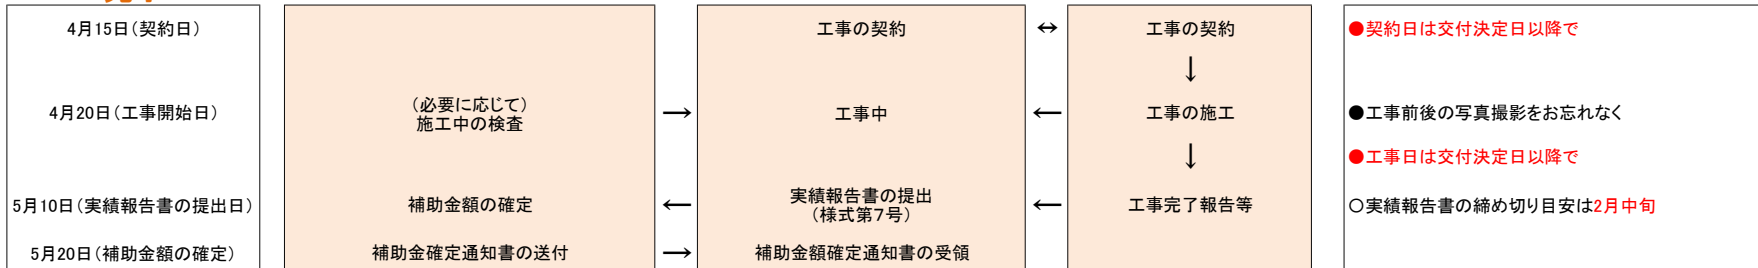 4月15日(契約日)
工事の契約
↔
工事の契約
●契約日は交付決定日以降で
↓
4月20日(工事開始日)
(必要に応じて)
施工中の検査
→
工事中
←
工事の施工
●工事前後の写真撮影をお忘れなく
↓
●工事日は交付決定日以降で
5月10日(実績報告書の提出日)
補助金額の確定
←
実績報告書の提出
(様式第7号)
←
工事完了報告等
○実績報告書の締め切り目安は2月中旬
5月20日(補助金額の確定)
補助金確定通知書の送付
→
補助金額確定通知書の受領